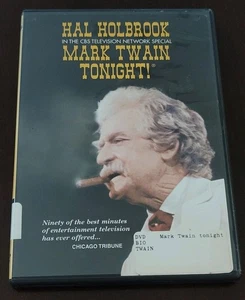 HAL HOLBROOK
IN THE CBS TELEVISION NETWORK SPECIAL
MARK TWAIN
TONIGHT!
Ninety of the best minutes
of entertainment television
has ever offered...
CHICAGO TRIBUNE
DVD Mark Twain tonight
BIO
TWAIN